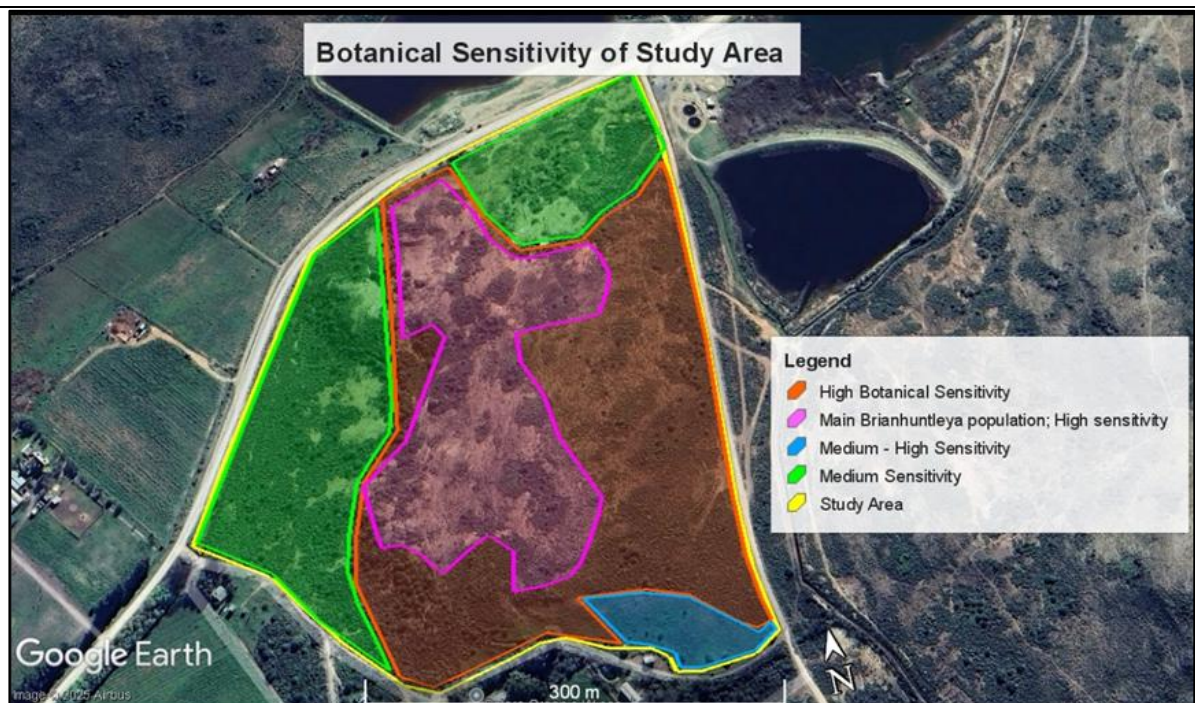 Botanical Sensitivity of Study Area
Legend
High Botanical Sensitivity
Main Brianhuntleya population; High sensitivity
Medium - High Sensitivity
Medium Sensitivity
Study Area
Google Earth
Image © 2025 Airbus
300 m
N